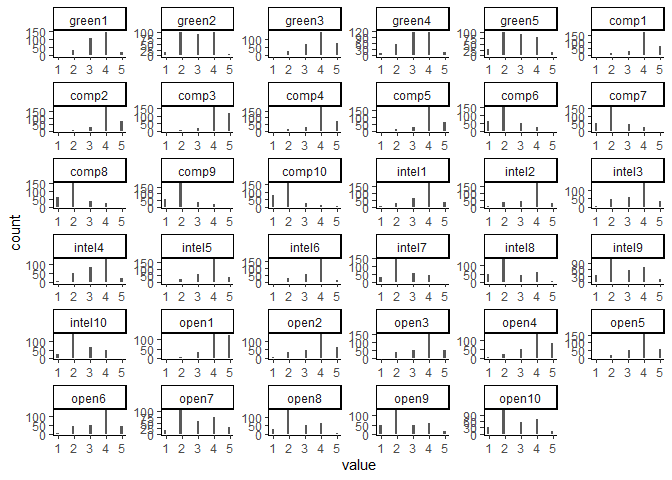 green1 green2 green3 green4 green5 comp1
150 100 50 0 100 75 50 25 0 150 100 50 0 120 90 60 30 0 100 75 50 25 0 150 100 50 0
1 2 3 4 5 1 2 3 4 5 1 2 3 4 5 1 2 3 4 5 1 2 3 4 5 1 2 3 4 5
comp2 comp3 comp4 comp5 comp6 comp7
150 100 50 0 100 50 0 150 100 50 0 150 100 50 0 150 100 50 0 150 100 50 0
1 2 3 4 5 1 2 3 4 5 1 2 3 4 5 1 2 3 4 5 1 2 3 4 5 1 2 3 4 5
comp8 comp9 comp10 intel1 intel2 intel3
150 100 50 0 150 100 50 0 150 100 50 0 100 50 0 150 100 50 0 100 50 0
1 2 3 4 5 1 2 3 4 5 1 2 3 4 5 1 2 3 4 5 1 2 3 4 5 1 2 3 4 5
intel4 intel5 intel6 intel7 intel8 intel9
100 50 0 150 100 50 0 150 100 50 0 150 100 50 0 100 50 0 90 60 30 0
1 2 3 4 5 1 2 3 4 5 1 2 3 4 5 1 2 3 4 5 1 2 3 4 5 1 2 3 4 5
intel10 open1 open2 open3 open4 open5
100 50 0 100 50 0 100 50 0 150 100 50 0 100 50 0 150 100 50 0
1 2 3 4 5 1 2 3 4 5 1 2 3 4 5 1 2 3 4 5 1 2 3 4 5 1 2 3 4 5
open6 open7 open8 open9 open10
100 50 0 100 75 50 25 0 100 50 0 100 50 0 90 60 30 0
1 2 3 4 5 1 2 3 4 5 1 2 3 4 5 1 2 3 4 5 1 2 3 4 5
count
value